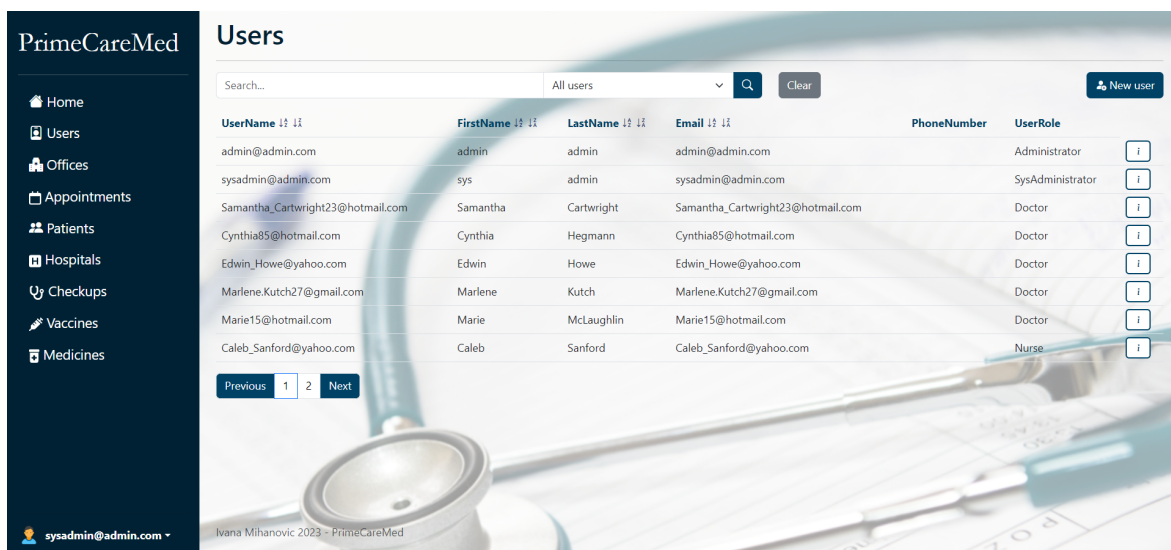 PrimeCareMed
Home
Users
Offices
Appointments
Patients
Hospitals
Checkups
Vaccines
Medicines
sysadmin@admin.com
Users
Search... All users Clear New user
UserName FirstName LastName Email PhoneNumber UserRole
admin@admin.com admin admin admin@admin.com Administrator i
sysadmin@admin.com sys admin sysadmin@admin.com SysAdministrator i
Samantha_Cartwright23@hotmail.com Samantha Cartwright Samantha_Cartwright23@hotmail.com Doctor i
Cynthia85@hotmail.com Cynthia Hegmann Cynthia85@hotmail.com Doctor i
Edwin_Howe@yahoo.com Edwin Howe Edwin_Howe@yahoo.com Doctor i
Marlene.Kutch27@gmail.com Marlene Kutch Marlene.Kutch27@gmail.com Doctor i
Marie15@hotmail.com Marie McLaughlin Marie15@hotmail.com Doctor i
Caleb_Sanford@yahoo.com Caleb Sanford Caleb_Sanford@yahoo.com Nurse i
Previous 1 2 Next
Ivana Mihanovic 2023 - PrimeCareMed